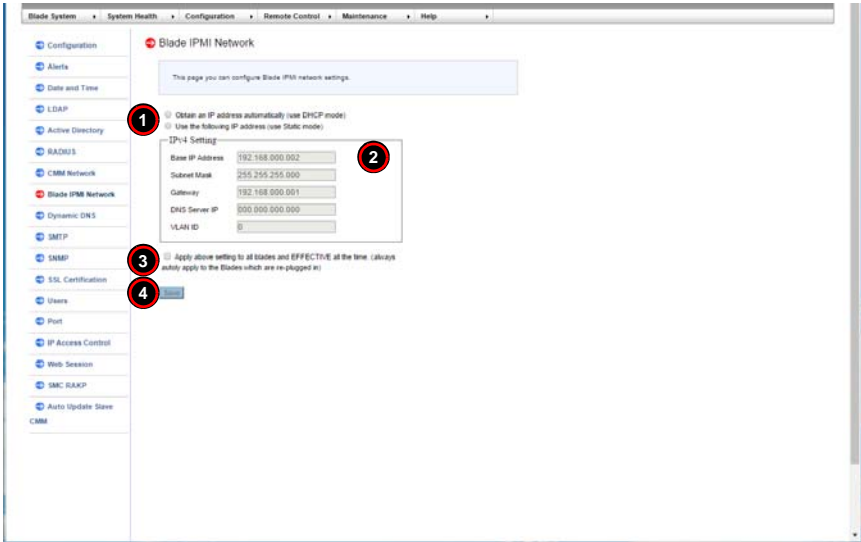 Blade System System Health Configuration Remote Control Maintenance Help
Configuration
Alerts
Date and Time
LDAP
Active Directory
RADIUS
CMM Network
Blade IPMI Network
Dynamic DNS
SMTP
SNMP
SSL Certification
Users
Port
IP Access Control
Web Session
SMC RAKP
Auto Update Slave
CMM
Blade IPMI Network
This page you can configure Blade IPMI network settings.
1
Obtain an IP address automatically (use DHCP mode)
Use the following IP address (use Static mode)
IPv4 Setting
2
Base IP Address 192.168.000.002
Subnet Mask 255.255.255.000
Gateway 192.168.000.001
DNS Server IP 000.000.000.000
VLAN ID 0
3
Apply above setting to all blades and EFFECTIVE all the time. (always
autoly apply to the Blades which are re-plugged in)
4
Save